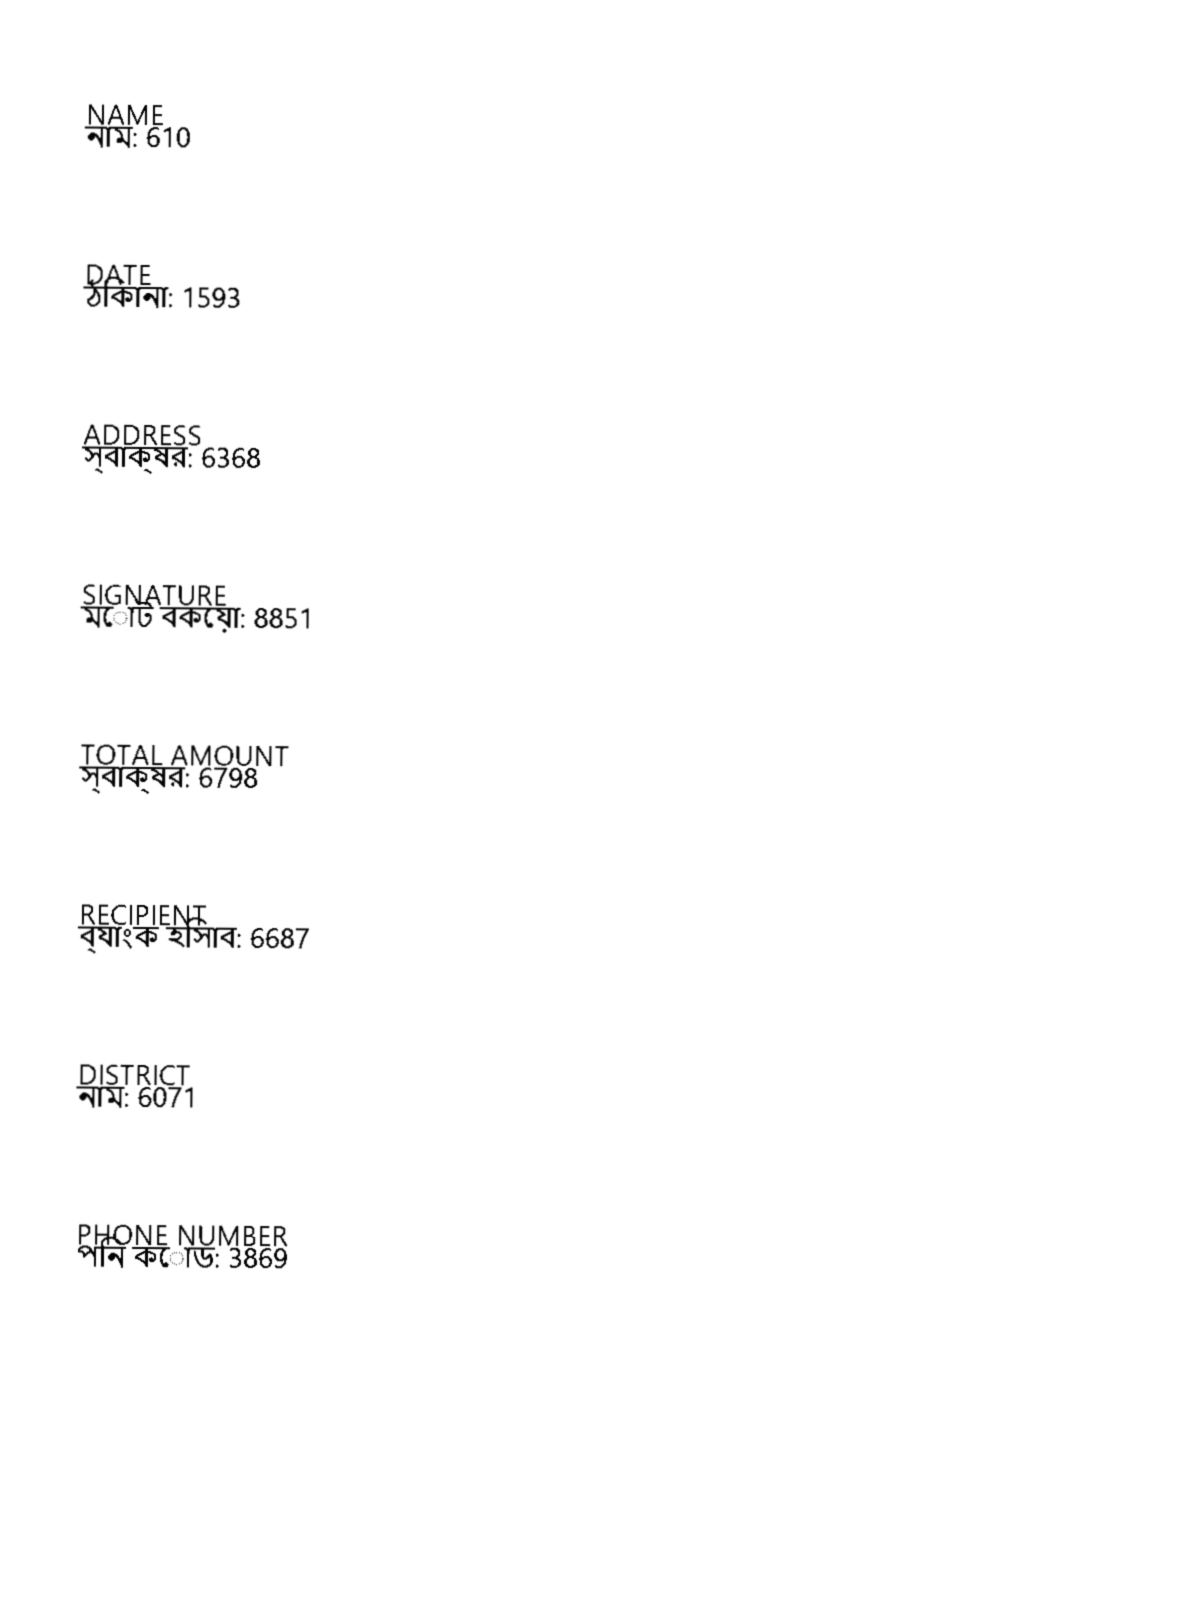 NAME
নাম: 610
DATE
ঠিকানা: 1593
ADDRESS
স্বাক্ষর: 6368
SIGNATURE
মোট বকেয়া: 8851
TOTAL AMOUNT
স্বাক্ষর: 6798
RECIPIENT
ব্যাংক হিসাব: 6687
DISTRICT
নাম: 6071
PHONE NUMBER
পিন কোড: 3869